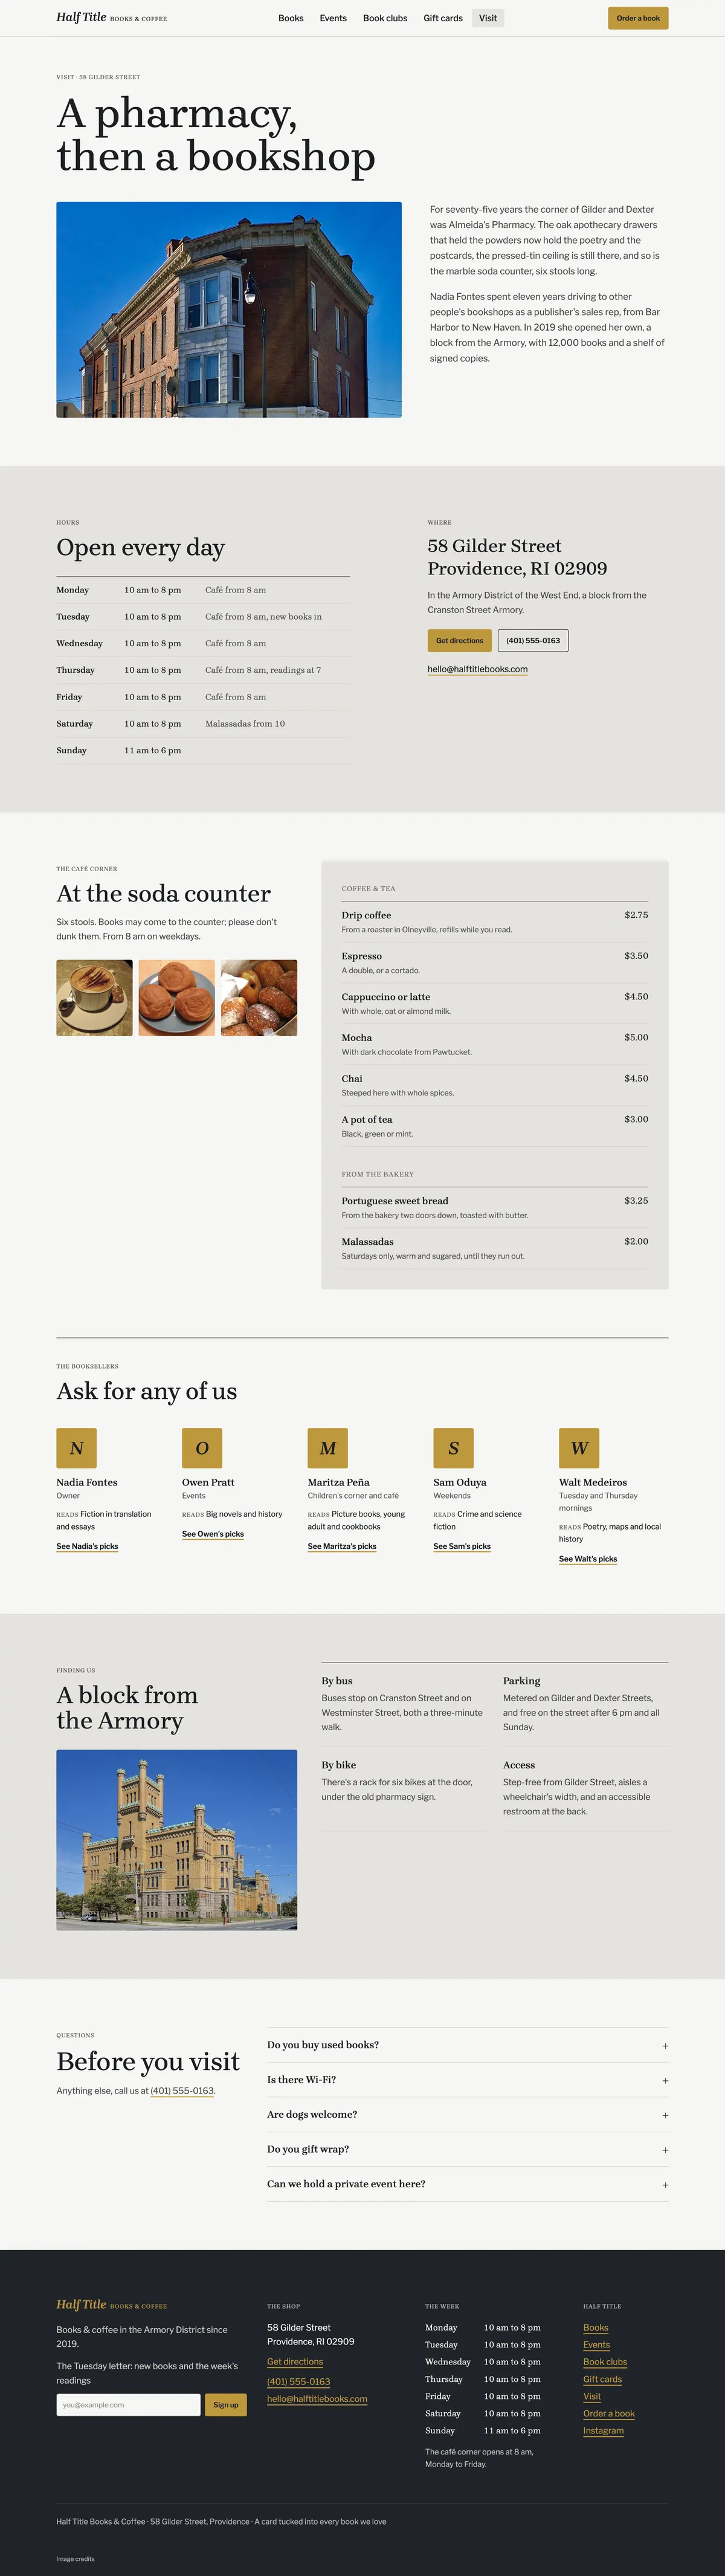 Half Title BOOKS & COFFEE
Books
Events
Book clubs
Gift cards
Visit
Order a book
VISIT · 58 GILDER STREET
A pharmacy,
then a bookshop
For seventy-five years the corner of Gilder and Dexter
was Almeida's Pharmacy. The oak apothecary drawers
that held the powders now hold the poetry and the
postcards, the pressed-tin ceiling is still there, and so is
the marble soda counter, six stools long.
Nadia Fontes spent eleven years driving to other
people's bookshops as a publisher's sales rep, from Bar
Harbor to New Haven. In 2019 she opened her own, a
block from the Armory, with 12,000 books and a shelf of
signed copies.
HOURS
Open every day
Monday 10 am to 8 pm Café from 8 am
Tuesday 10 am to 8 pm Café from 8 am, new books in
Wednesday 10 am to 8 pm Café from 8 am
Thursday 10 am to 8 pm Café from 8 am, readings at 7
Friday 10 am to 8 pm Café from 8 am
Saturday 10 am to 8 pm Malassadas from 10
Sunday 11 am to 6 pm
WHERE
58 Gilder Street
Providence, RI 02909
In the Armory District of the West End, a block from the
Cranston Street Armory.
Get directions
(401) 555-0163
hello@halftitlebooks.com
THE CAFÉ CORNER
At the soda counter
Six stools. Books may come to the counter; please don't
dunk them. From 8 am on weekdays.
COFFEE & TEA
Drip coffee $2.75
From a roaster in Olneyville, refills while you read.
Espresso $3.50
A double, or a cortado.
Cappuccino or latte $4.50
With whole, oat or almond milk.
Mocha $5.00
With dark chocolate from Pawtucket.
Chai $4.50
Steeped here with whole spices.
A pot of tea $3.00
Black, green or mint.
FROM THE BAKERY
Portuguese sweet bread $3.25
From the bakery two doors down, toasted with butter.
Malassadas $2.00
Saturdays only, warm and sugared, until they run out.
THE BOOKSELLERS
Ask for any of us
N
Nadia Fontes
Owner
READS Fiction in translation
and essays
See Nadia's picks
O
Owen Pratt
Events
READS Big novels and history
See Owen's picks
M
Maritza Peña
Children's corner and café
READS Picture books, young
adult and cookbooks
See Maritza's picks
S
Sam Oduya
Weekends
READS Crime and science
fiction
See Sam's picks
W
Walt Medeiros
Tuesday and Thursday
mornings
READS Poetry, maps and local
history
See Walt's picks
FINDING US
A block from
the Armory
By bus
Buses stop on Cranston Street and on
Westminster Street, both a three-minute
walk.
Parking
Metered on Gilder and Dexter Streets,
and free on the street after 6 pm and all
Sunday.
By bike
There's a rack for six bikes at the door,
under the old pharmacy sign.
Access
Step-free from Gilder Street, aisles a
wheelchair's width, and an accessible
restroom at the back.
QUESTIONS
Before you visit
Anything else, call us at (401) 555-0163.
Do you buy used books? +
Is there Wi-Fi? +
Are dogs welcome? +
Do you gift wrap? +
Can we hold a private event here? +
Half Title BOOKS & COFFEE
Books & coffee in the Armory District since
2019.
The Tuesday letter: new books and the week's
readings
you@example.com
Sign up
THE SHOP
58 Gilder Street
Providence, RI 02909
Get directions
(401) 555-0163
hello@halftitlebooks.com
THE WEEK
Monday 10 am to 8 pm
Tuesday 10 am to 8 pm
Wednesday 10 am to 8 pm
Thursday 10 am to 8 pm
Friday 10 am to 8 pm
Saturday 10 am to 8 pm
Sunday 11 am to 6 pm
The café corner opens at 8 am,
Monday to Friday.
HALF TITLE
Books
Events
Book clubs
Gift cards
Visit
Order a book
Instagram
Half Title Books & Coffee · 58 Gilder Street, Providence · A card tucked into every book we love
Image credits